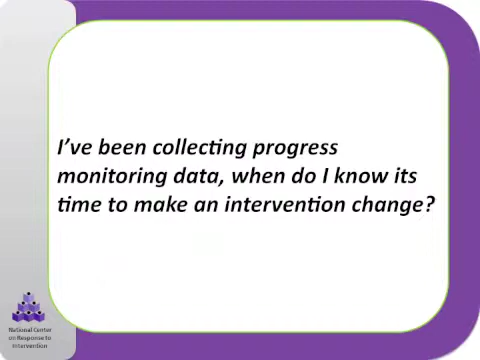 I've been collecting progress
monitoring data, when do I know its
time to make an intervention change?
National Center
on Response to
Intervention